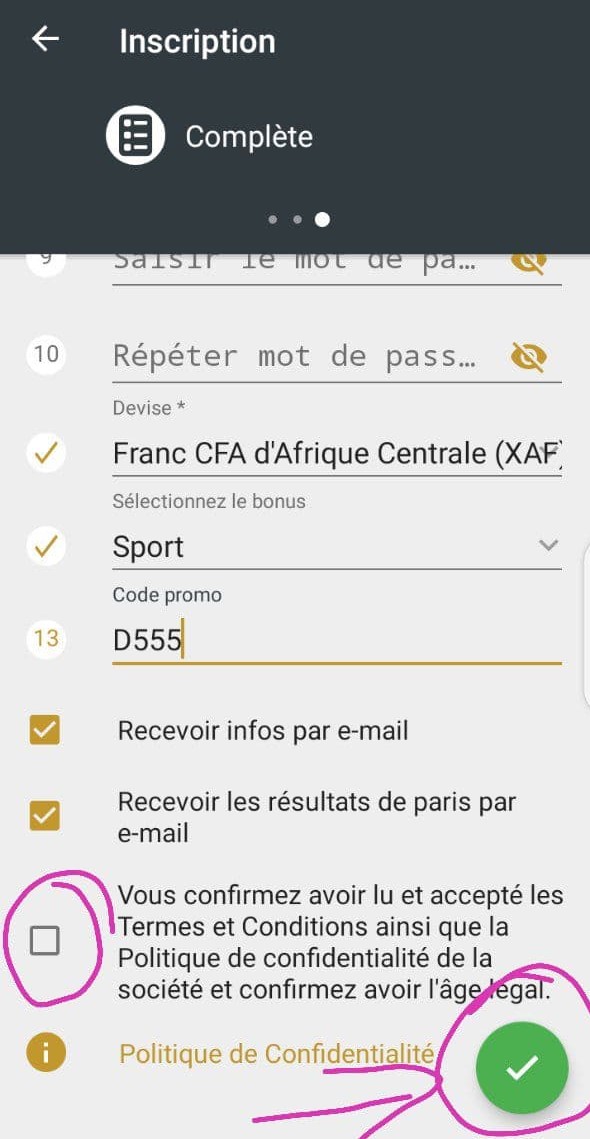 Inscription
Complète
9
Saisir le mot de pa…
10
Répéter mot de pass…
Devise *
Franc CFA d'Afrique Centrale (XAF)
Sélectionnez le bonus
Sport
Code promo
13
D555
Recevoir infos par e-mail
Recevoir les résultats de paris par
e-mail
Vous confirmez avoir lu et accepté les
Termes et Conditions ainsi que la
Politique de confidentialité de la
société et confirmez avoir l'âge légal.
Politique de Confidentialité